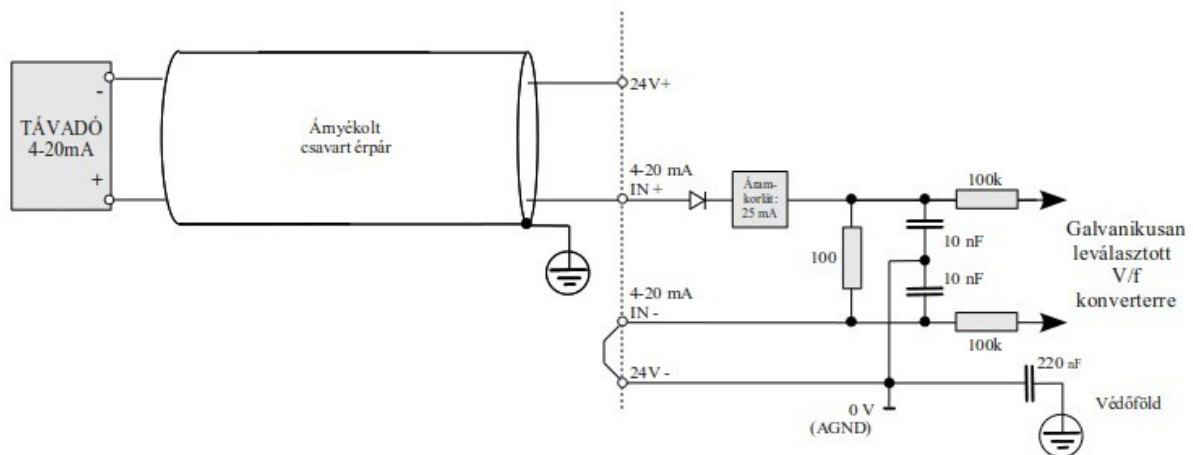 TÁVADÓ
4-20mA
-
+
Árnyékolt
csavart érpár
24V+
4-20 mA
IN +
Áram-
korlát:
25 mA
100k
10 nF
100
10 nF
Galvanikusan
leválasztott
V/f
konverterre
4-20 mA
IN -
100k
24V -
220 nF
0 V
(AGND)
Védőföld